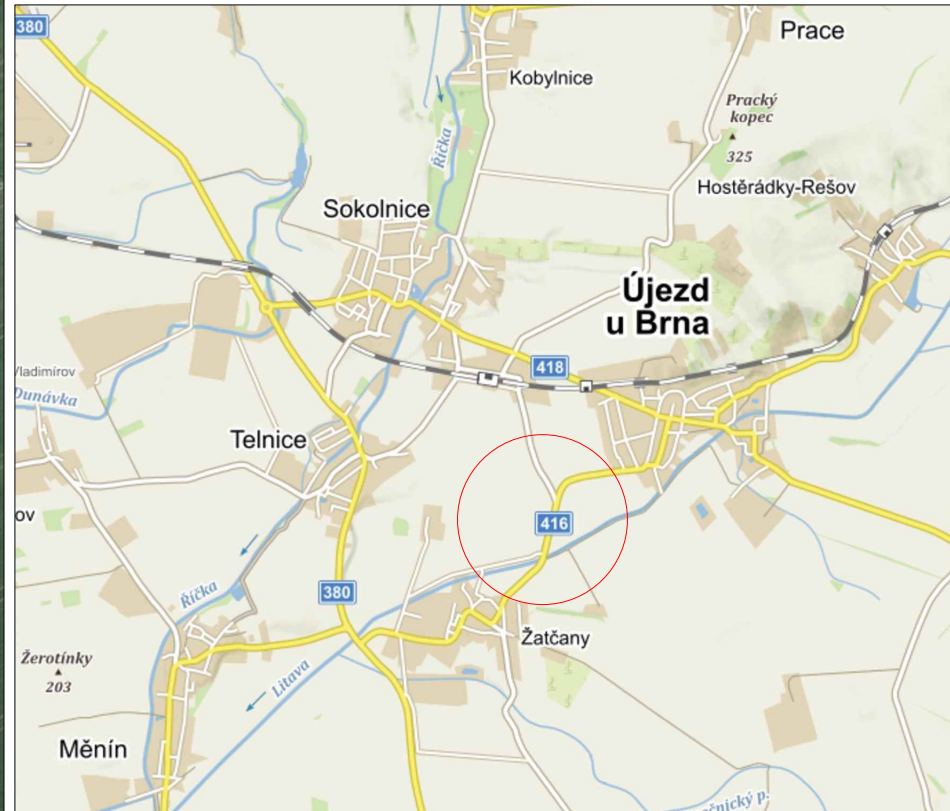 380
Prace
Kobylnice
Pracký
kopec
325
Říčka
Hostěrádky-Rešov
Sokolnice
Újezd
u Brna
418
Vladimírov
Dunávka
Telnice
ov
416
380
Říčka
Žatčany
Žerotínky
203
Litava
Měnín